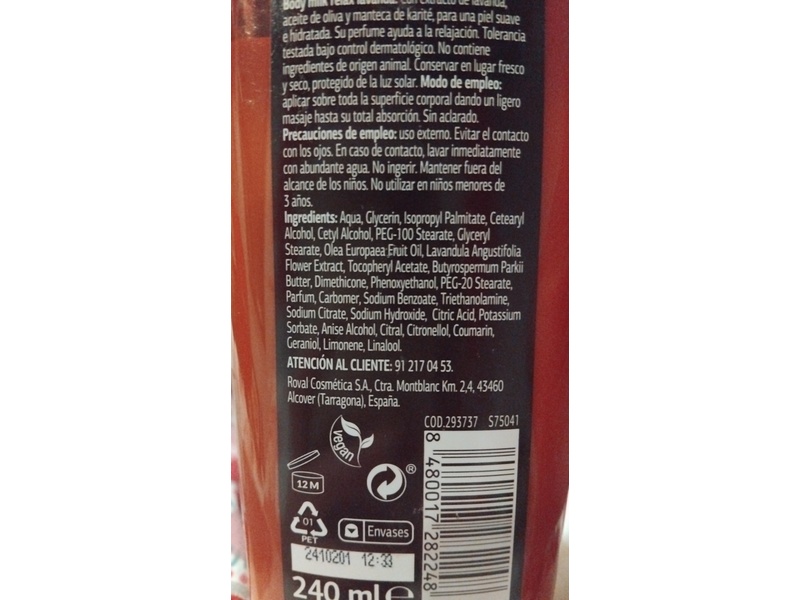 Body milk relax lavanda. Con extracto de lavanda,
aceite de oliva y manteca de karité, para una piel suave
e hidratada. Su perfume ayuda a la relajación. Tolerancia
testada bajo control dermatológico. No contiene
ingredientes de origen animal. Conservar en lugar fresco
y seco, protegido de la luz solar. Modo de empleo:
aplicar sobre toda la superficie corporal dando un ligero
masaje hasta su total absorción. Sin aclarado.
Precauciones de empleo: uso externo. Evitar el contacto
con los ojos. En caso de contacto, lavar inmediatamente
con abundante agua. No ingerir. Mantener fuera del
alcance de los niños. No utilizar en niños menores de
3 años.
Ingredients: Aqua, Glycerin, Isopropyl Palmitate, Cetearyl
Alcohol, Cetyl Alcohol, PEG-100 Stearate, Glyceryl
Stearate, Olea Europaea Fruit Oil, Lavandula Angustifolia
Flower Extract, Tocopheryl Acetate, Butyrospermum Parkii
Butter, Dimethicone, Phenoxyethanol, PEG-20 Stearate,
Parfum, Carbomer, Sodium Benzoate, Triethanolamine,
Sodium Citrate, Sodium Hydroxide, Citric Acid, Potassium
Sorbate, Anise Alcohol, Citral, Citronellol, Coumarin,
Geraniol, Limonene, Linalool.
ATENCIÓN AL CLIENTE: 91 217 04 53.
Roval Cosmética S.A., Ctra. Montblanc Km. 2,4, 43460
Alcover (Tarragona), España.
COD.293737 S75041
vegan
®
12 M
01
PET
Envases
2410201 12:33
240 ml e
8 480017 282248